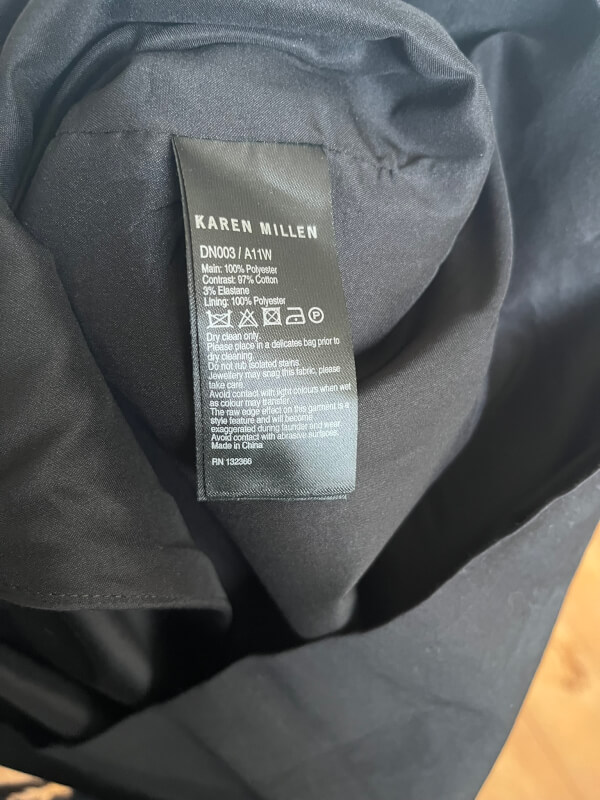 KAREN MILLEN
DN003 / A11W
Main: 100% Polyester
Contrast: 97% Cotton
3% Elastane
Lining: 100% Polyester
P
Dry clean only.
Please place in a delicates bag prior to
dry cleaning.
Do not rub isolated stains.
Jewellery may snag this fabric, please
take care.
Avoid contact with light colours when wet
as colour may transfer.
The raw edge effect on this garment is a
style feature and will become
exaggerated during launder and wear.
Avoid contact with abrasive surfaces.
Made in China
RN 132366